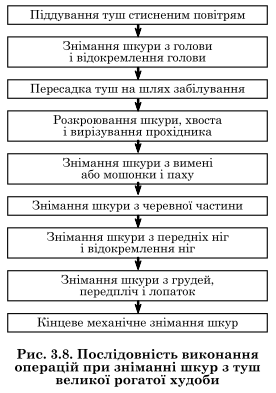 Піддування туш стисненим повітрям
Знімання шкури з голови
і відокремлення голови
Пересадка туш на шлях забілування
Розкроювання шкури, хвоста
і вирізування прохідника
Знімання шкури з вимені
або мошонки і паху
Знімання шкури з черевної частини
Знімання шкури з передніх ніг
і відокремлення ніг
Знімання шкури з грудей,
передпліч і лопаток
Кінцеве механічне знімання шкур
Рис. 3.8. Послідовність виконання
операцій при зніманні шкур з туш
великої рогатої худоби